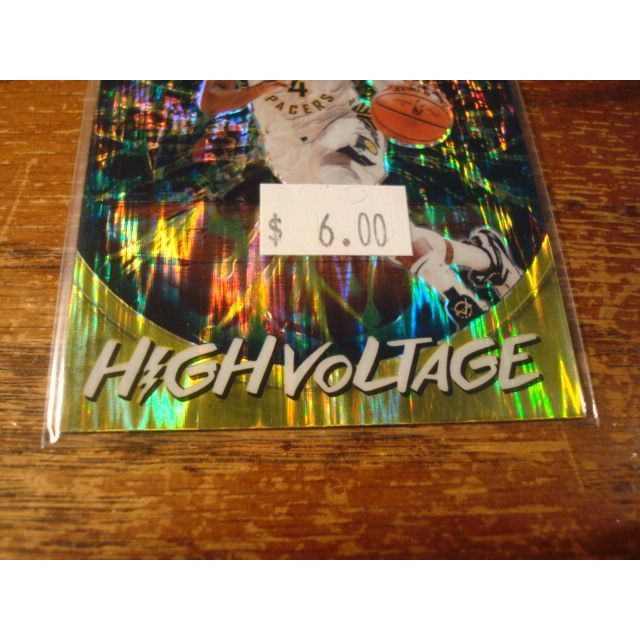 4
PACERS
$ 6.00
HIGH VOLTAGE